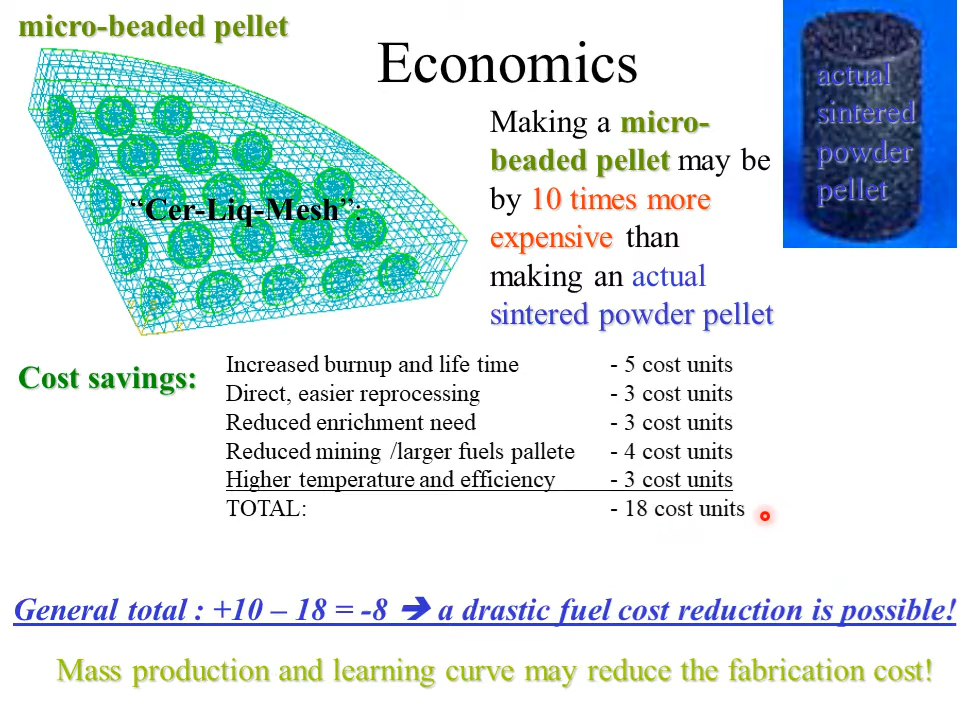 micro-beaded pellet
Economics
actual
sintered
powder
pellet
Making a micro-
beaded pellet may be
by 10 times more
expensive than
making an actual
sintered powder pellet
“Cer-Liq-Mesh”:
Cost savings:
Increased burnup and life time - 5 cost units
Direct, easier reprocessing - 3 cost units
Reduced enrichment need - 3 cost units
Reduced mining /larger fuels pallete - 4 cost units
Higher temperature and efficiency - 3 cost units
TOTAL: - 18 cost units
General total : +10 – 18 = -8 ➔ a drastic fuel cost reduction is possible!
Mass production and learning curve may reduce the fabrication cost!